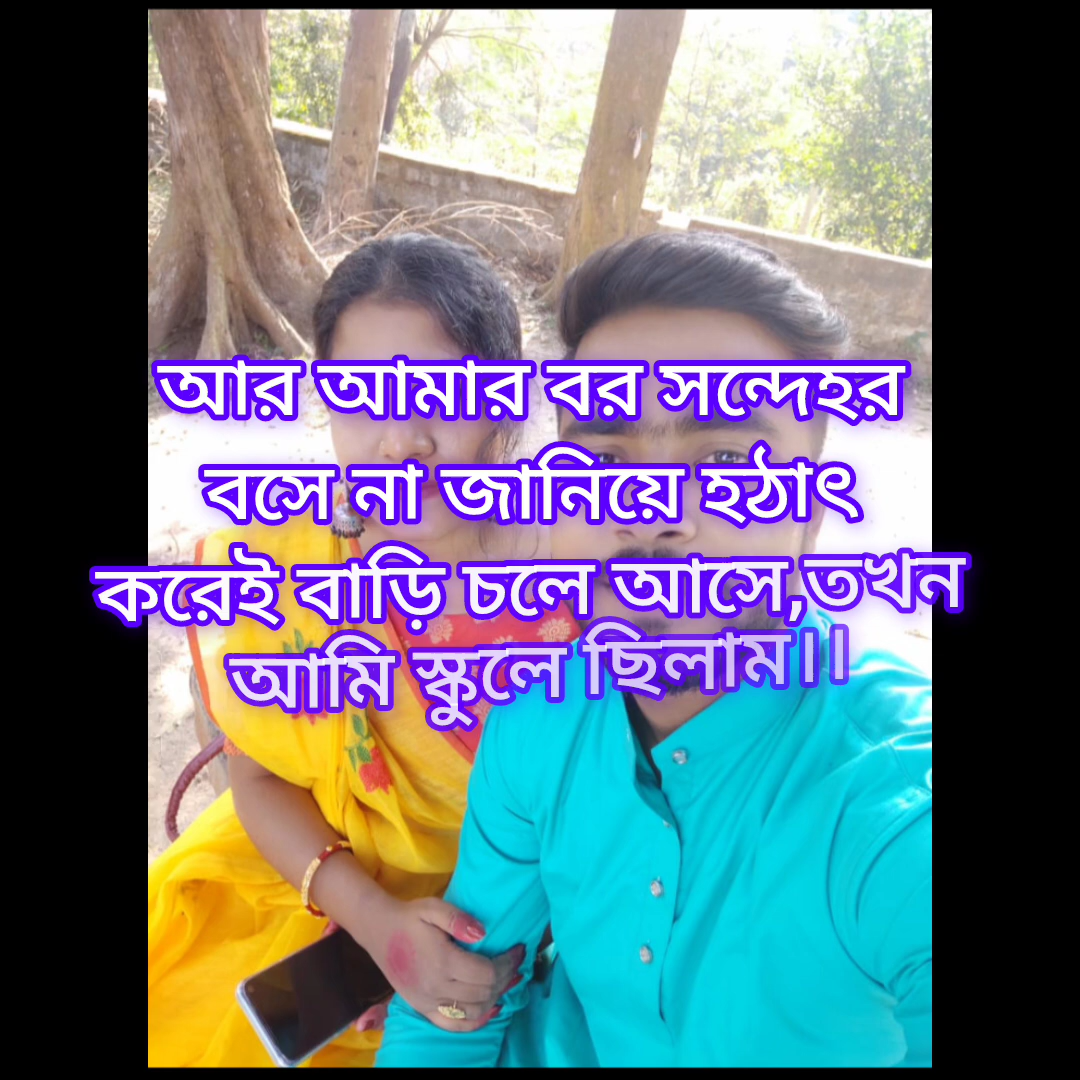 আর আমার বর সন্দেহর
বসে না জানিয়ে হঠাৎ
করেই বাড়ি চলে আসে,তখন
আমি স্কুলে ছিলাম।।